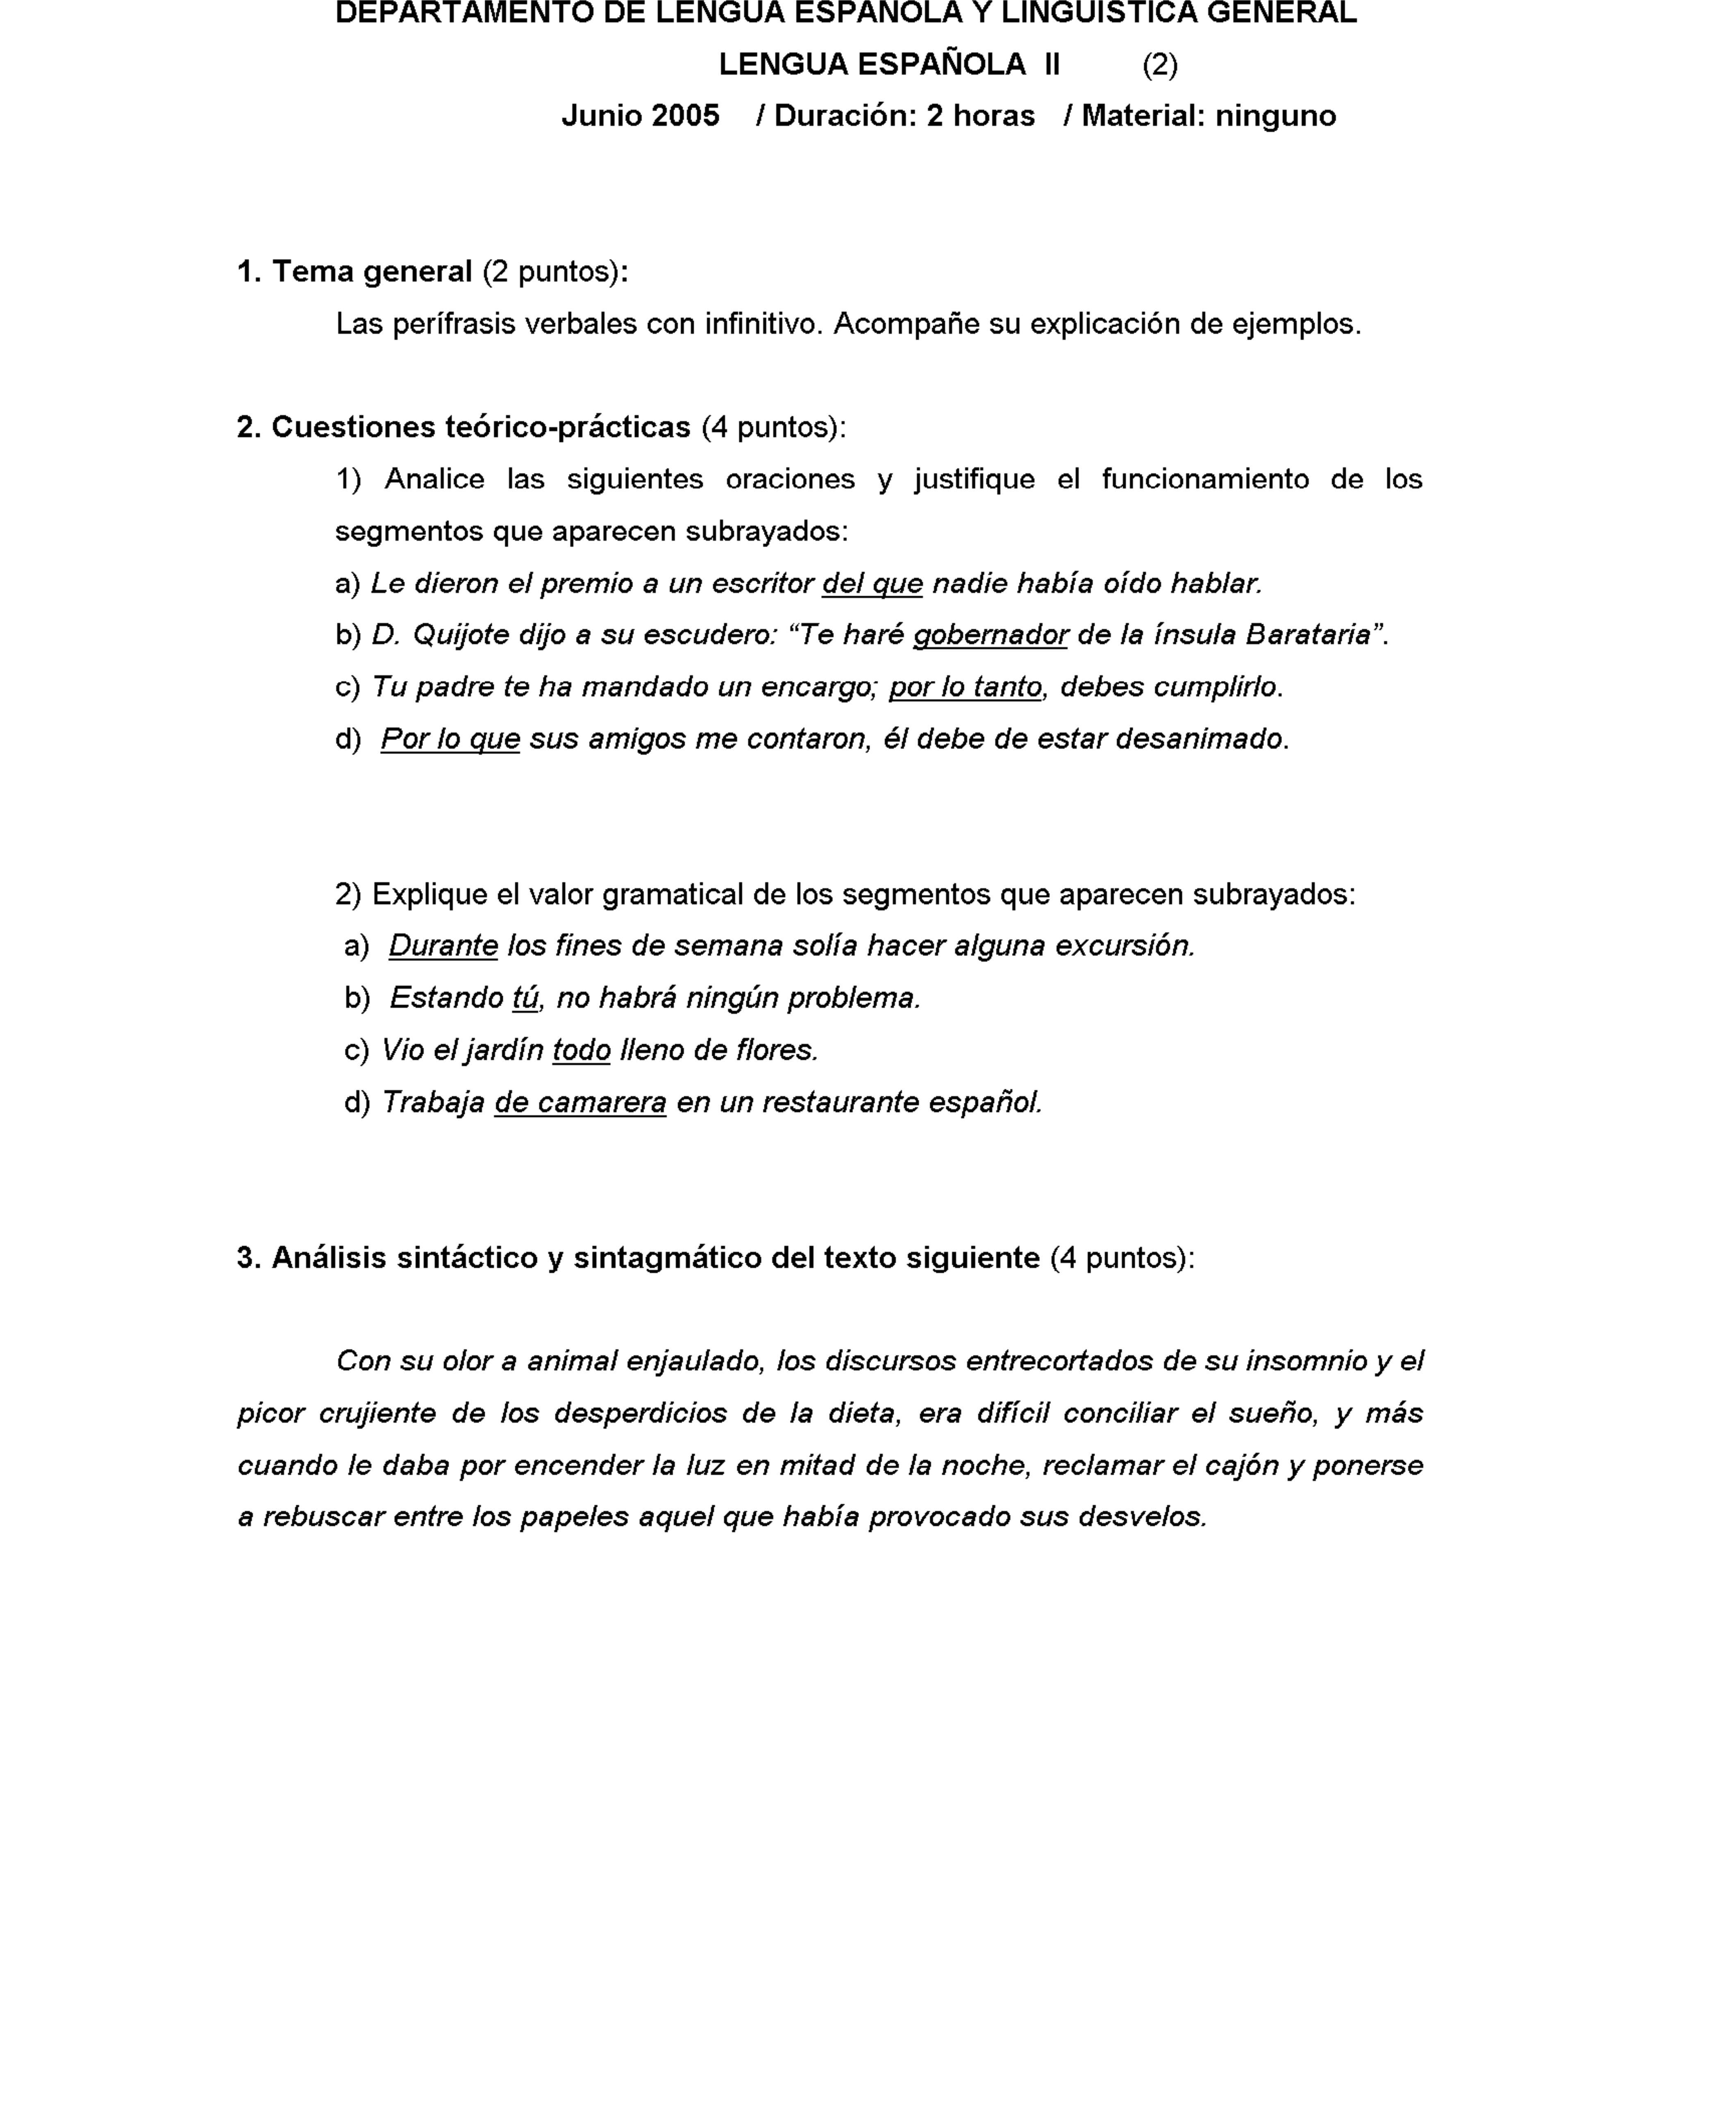 DEPARTAMENTO DE LENGUA ESPAÑOLA Y LINGÜÍSTICA GENERAL
LENGUA ESPAÑOLA II (2)
Junio 2005 / Duración: 2 horas / Material: ninguno
1. Tema general (2 puntos):
Las perífrasis verbales con infinitivo. Acompañe su explicación de ejemplos.
2. Cuestiones teórico-prácticas (4 puntos):
1) Analice las siguientes oraciones y justifique el funcionamiento de los
segmentos que aparecen subrayados:
a) Le dieron el premio a un escritor del que nadie había oído hablar.
b) D. Quijote dijo a su escudero: “Te haré gobernador de la ínsula Barataria”.
c) Tu padre te ha mandado un encargo; por lo tanto, debes cumplirlo.
d) Por lo que sus amigos me contaron, él debe de estar desanimado.
2) Explique el valor gramatical de los segmentos que aparecen subrayados:
a) Durante los fines de semana solía hacer alguna excursión.
b) Estando tú, no habrá ningún problema.
c) Vio el jardín todo lleno de flores.
d) Trabaja de camarera en un restaurante español.
3. Análisis sintáctico y sintagmático del texto siguiente (4 puntos):
Con su olor a animal enjaulado, los discursos entrecortados de su insomnio y el
picor crujiente de los desperdicios de la dieta, era difícil conciliar el sueño, y más
cuando le daba por encender la luz en mitad de la noche, reclamar el cajón y ponerse
a rebuscar entre los papeles aquel que había provocado sus desvelos.